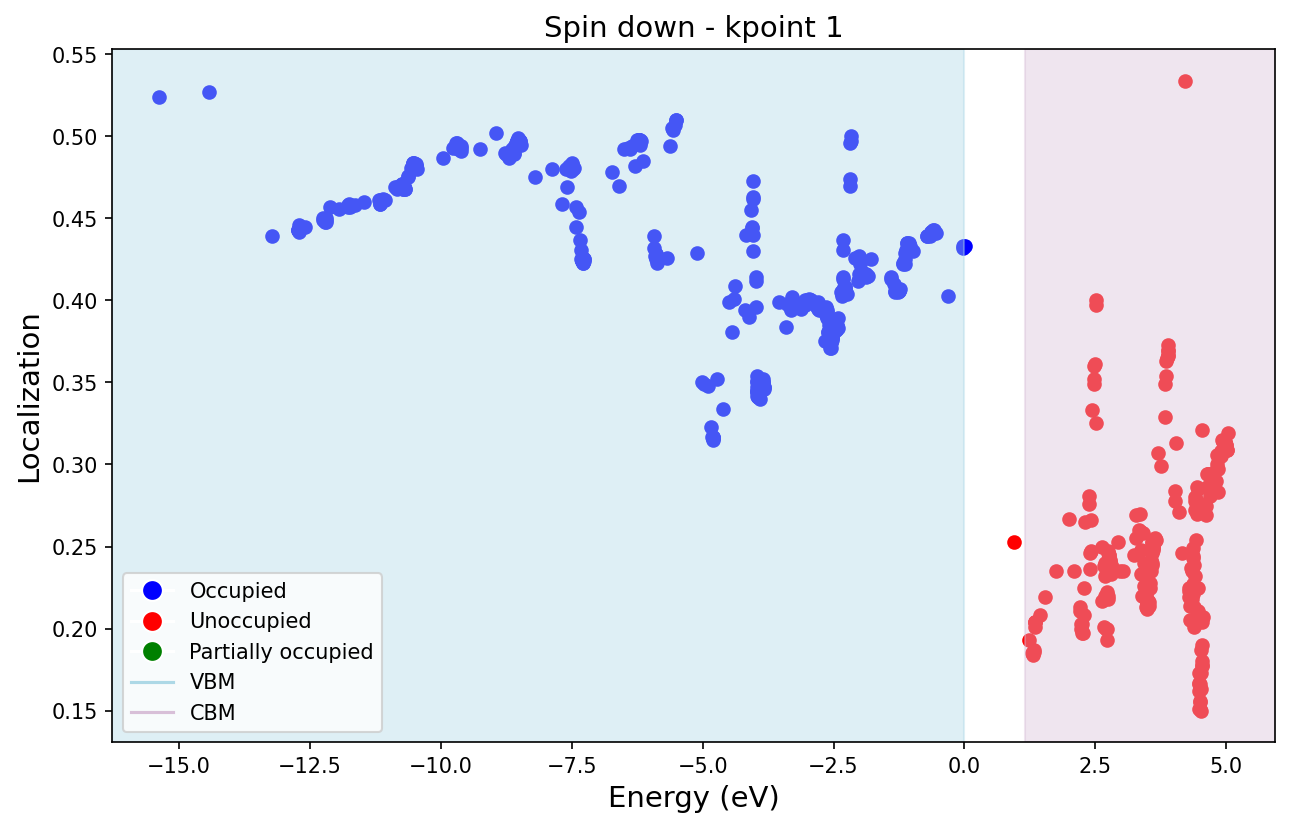 Spin down - kpoint 1
0.55
0.50
0.45
0.40
0.35
0.30
0.25
0.20
0.15
Localization
Occupied
Unoccupied
Partially occupied
VBM
CBM
−15.0 −12.5 −10.0 −7.5 −5.0 −2.5 0.0 2.5 5.0
Energy (eV)